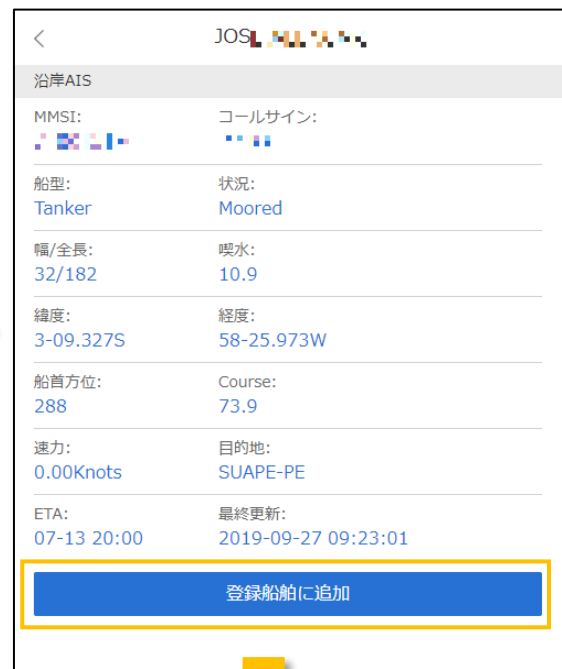 JOS
沿岸AIS
MMSI: コールサイン:
船型: 状況:
Tanker Moored
幅/全長: 喫水:
32/182 10.9
緯度: 経度:
3-09.327S 58-25.973W
船首方位: Course:
288 73.9
速力: 目的地:
0.00Knots SUAPE-PE
ETA: 最終更新:
07-13 20:00 2019-09-27 09:23:01
登録船舶に追加